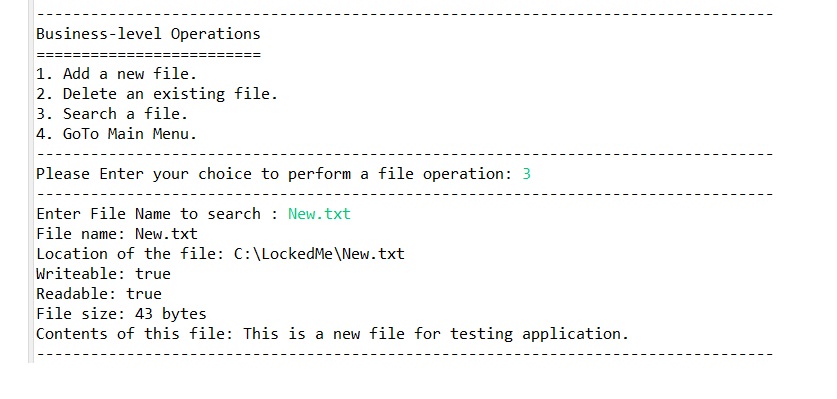 ----------------------------------------------------------------------------------
Business-level Operations
=========================
1. Add a new file.
2. Delete an existing file.
3. Search a file.
4. GoTo Main Menu.
----------------------------------------------------------------------------------
Please Enter your choice to perform a file operation: 3
----------------------------------------------------------------------------------
Enter File Name to search : New.txt
File name: New.txt
Location of the file: C:\LockedMe\New.txt
Writeable: true
Readable: true
File size: 43 bytes
Contents of this file: This is a new file for testing application.
----------------------------------------------------------------------------------